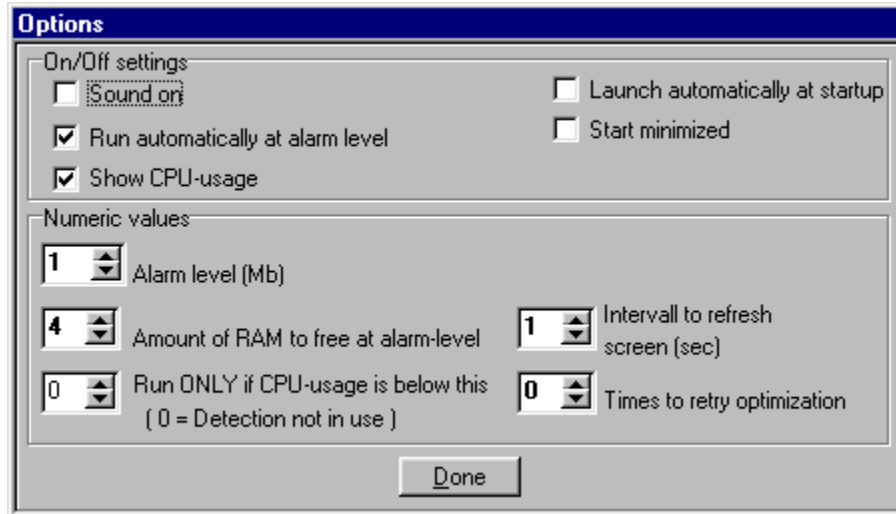 Options
On/Off settings
Sound on
Launch automatically at startup
Run automatically at alarm level
Start minimized
Show CPU-usage
Numeric values
1 Alarm level (Mb)
4 Amount of RAM to free at alarm-level
1 Intervall to refresh
screen (sec)
0 Run ONLY if CPU-usage is below this
( 0 = Detection not in use )
0 Times to retry optimization
Done